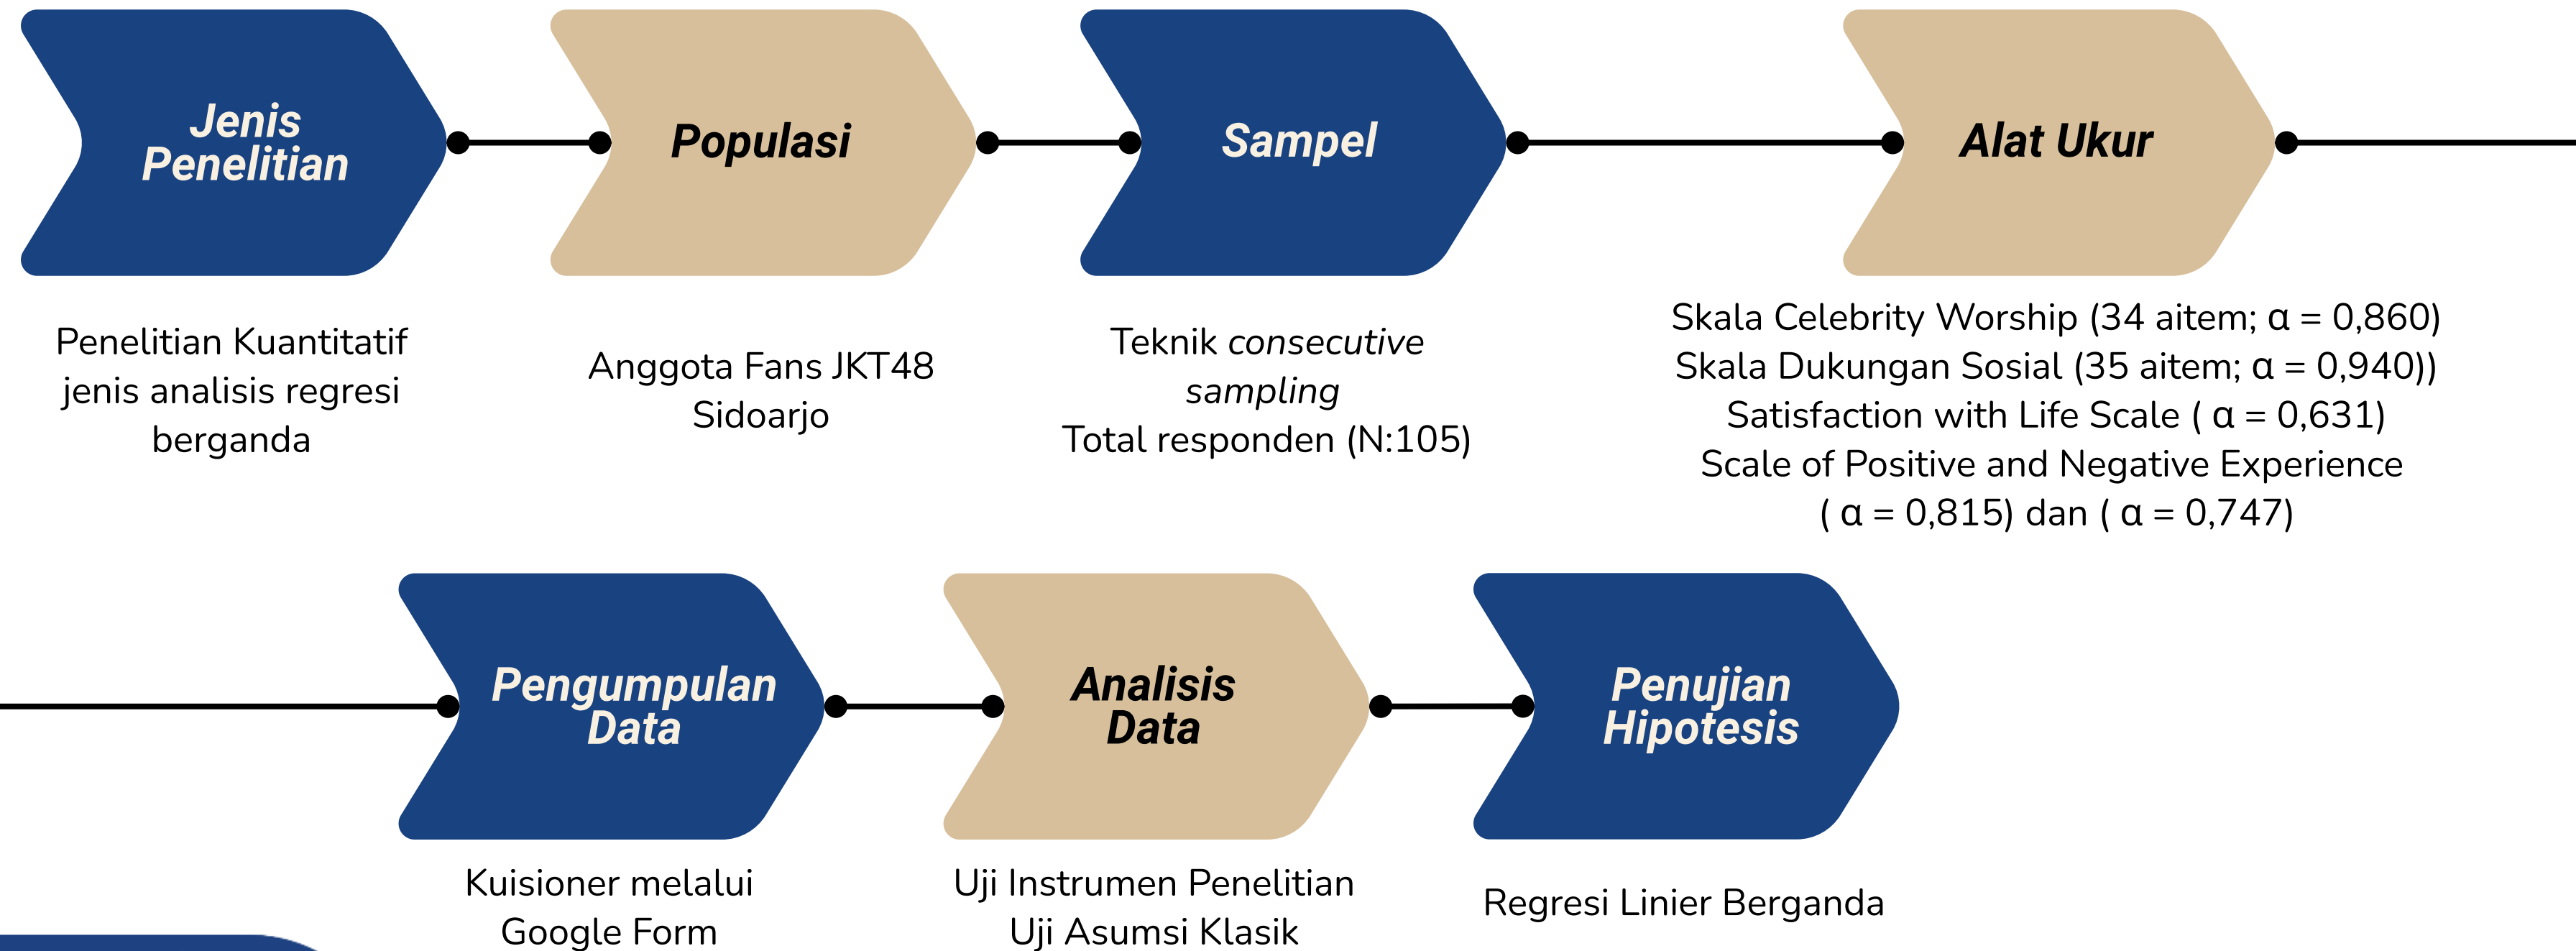 Jenis
Penelitian
Populasi
Sampel
Alat Ukur
Penelitian Kuantitatif
jenis analisis regresi
berganda
Anggota Fans JKT48
Sidoarjo
Teknik consecutive
sampling
Total responden (N:105)
Skala Celebrity Worship (34 aitem; α = 0,860)
Skala Dukungan Sosial (35 aitem; α = 0,940))
Satisfaction with Life Scale ( α = 0,631)
Scale of Positive and Negative Experience
( α = 0,815) dan ( α = 0,747)
Pengumpulan
Data
Analisis
Data
Penujian
Hipotesis
Kuisioner melalui
Google Form
Uji Instrumen Penelitian
Uji Asumsi Klasik
Regresi Linier Berganda